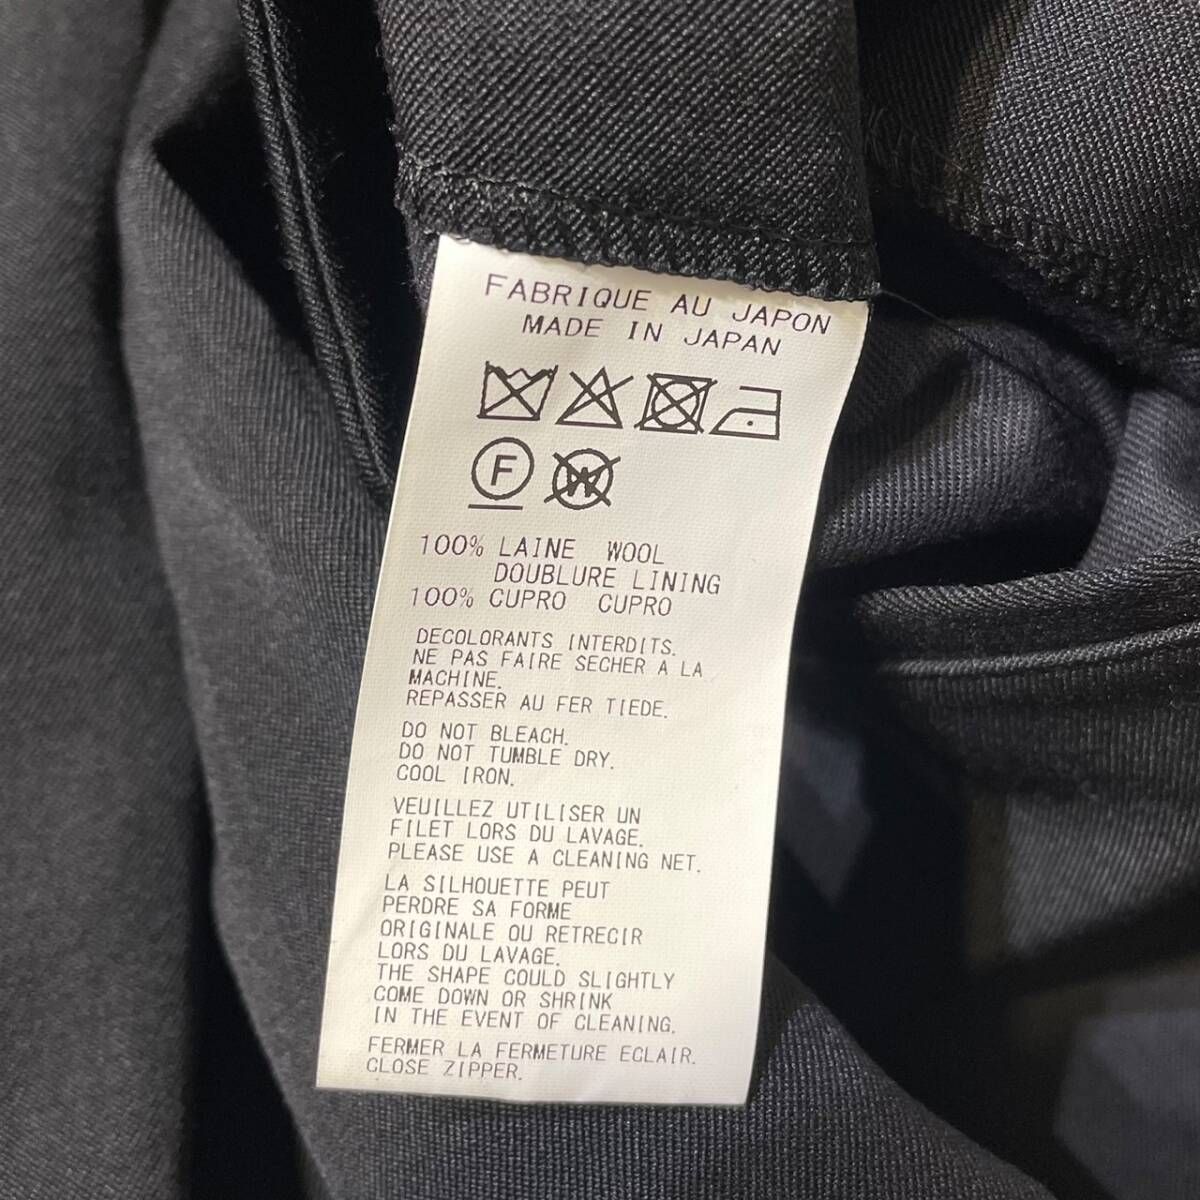 FABRIQUE AU JAPON
MADE IN JAPAN
F
W
100% LAINE WOOL
DOUBLURE LINING
100% CUPRO CUPRO
DECOLORANTS INTERDITS.
NE PAS FAIRE SECHER A LA
MACHINE.
REPASSER AU FER TIEDE.
DO NOT BLEACH.
DO NOT TUMBLE DRY.
COOL IRON.
VEUILLEZ UTILISER UN
FILET LORS DU LAVAGE.
PLEASE USE A CLEANING NET.
LA SILHOUETTE PEUT
PERDRE SA FORME
ORIGINALE OU RETRECIR
LORS DU LAVAGE.
THE SHAPE COULD SLIGHTLY
COME DOWN OR SHRINK
IN THE EVENT OF CLEANING.
FERMER LA FERMETURE ECLAIR.
CLOSE ZIPPER.